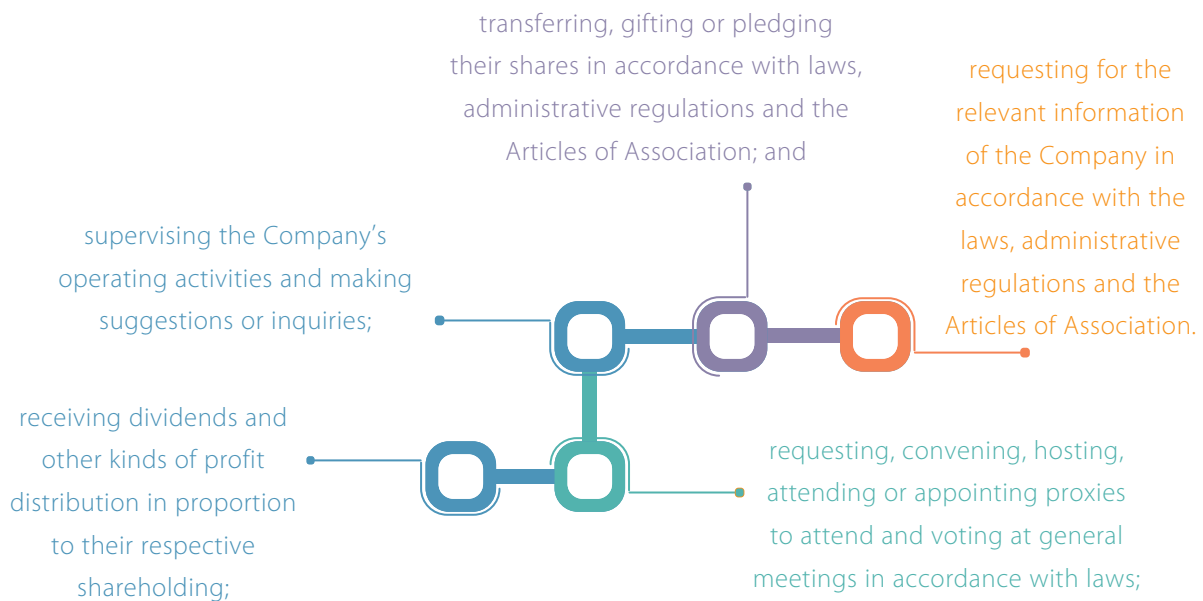 transferring, gifting or pledging
their shares in accordance with laws,
administrative regulations and the
Articles of Association; and
requesting for the
relevant information
of the Company in
accordance with the
laws, administrative
regulations and the
Articles of Association.
supervising the Company’s
operating activities and making
suggestions or inquiries;
receiving dividends and
other kinds of profit
distribution in proportion
to their respective
shareholding;
requesting, convening, hosting,
attending or appointing proxies
to attend and voting at general
meetings in accordance with laws;